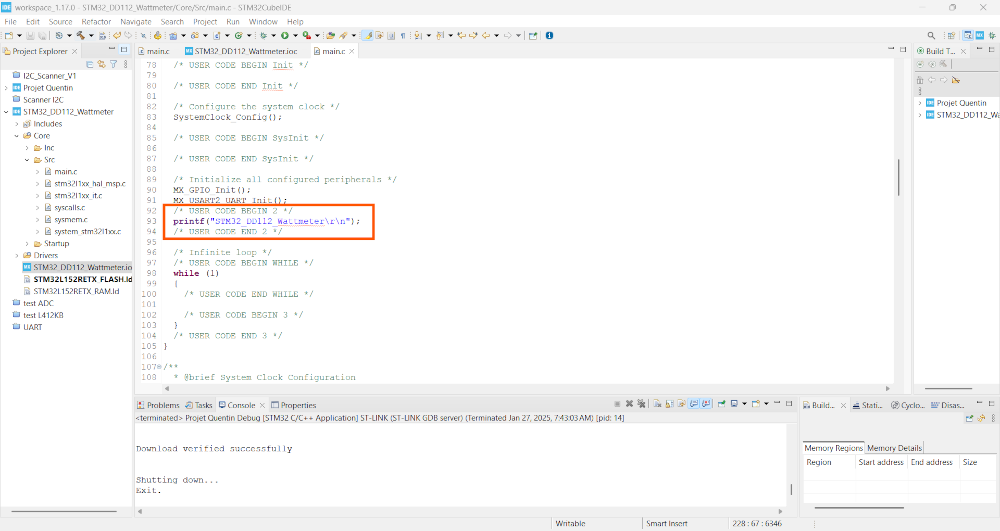 workspace_1.17.0 - STM32_DD112_Wattmeter/Core/Src/main.c - STM32CubeIDE
File Edit Source Refactor Navigate Search Project Run Window Help
Project Explorer
I2C_Scanner_V1
Projet Quentin
Scanner I2C
STM32_DD112_Wattmeter
Includes
Core
Inc
Src
main.c
stm32l1xx_hal_msp.c
stm32l1xx_it.c
syscalls.c
sysmem.c
system_stm32l1xx.c
Startup
Drivers
STM32_DD112_Wattmeter.io
STM32L152RETX_FLASH.ld
STM32L152RETX_RAM.ld
test ADC
test L412KB
UART
main.c STM32_DD112_Wattmeter.ioc main.c
78 /* USER CODE BEGIN Init */
79
80 /* USER CODE END Init */
81
82 /* Configure the system clock */
83 SystemClock_Config();
84
85 /* USER CODE BEGIN SysInit */
86
87 /* USER CODE END SysInit */
88
89 /* Initialize all configured peripherals */
90 MX_GPIO_Init();
91 MX_USART2_UART_Init();
92 /* USER CODE BEGIN 2 */
93 printf("STM32_DD112_Wattmeter\r\n");
94 /* USER CODE END 2 */
95
96 /* Infinite loop */
97 /* USER CODE BEGIN WHILE */
98 while (1)
99 {
100 /* USER CODE END WHILE */
101
102 /* USER CODE BEGIN 3 */
103 }
104 /* USER CODE END 3 */
105 }
106
107 /**
108 * @brief System Clock Configuration
Build T...
Projet Quentin
STM32_DD112_Wa
Problems Tasks Console Properties
<terminated> Projet Quentin Debug [STM32 C/C++ Application] ST-LINK (ST-LINK GDB server) (Terminated Jan 27, 2025, 7:43:03 AM) [pid: 14]
Download verified successfully
Shutting down...
Exit.
Build... Stati... Cyclo... Disas...
Memory Regions Memory Details
Region Start address End address Size
Writable Smart Insert 228 : 67 : 6346